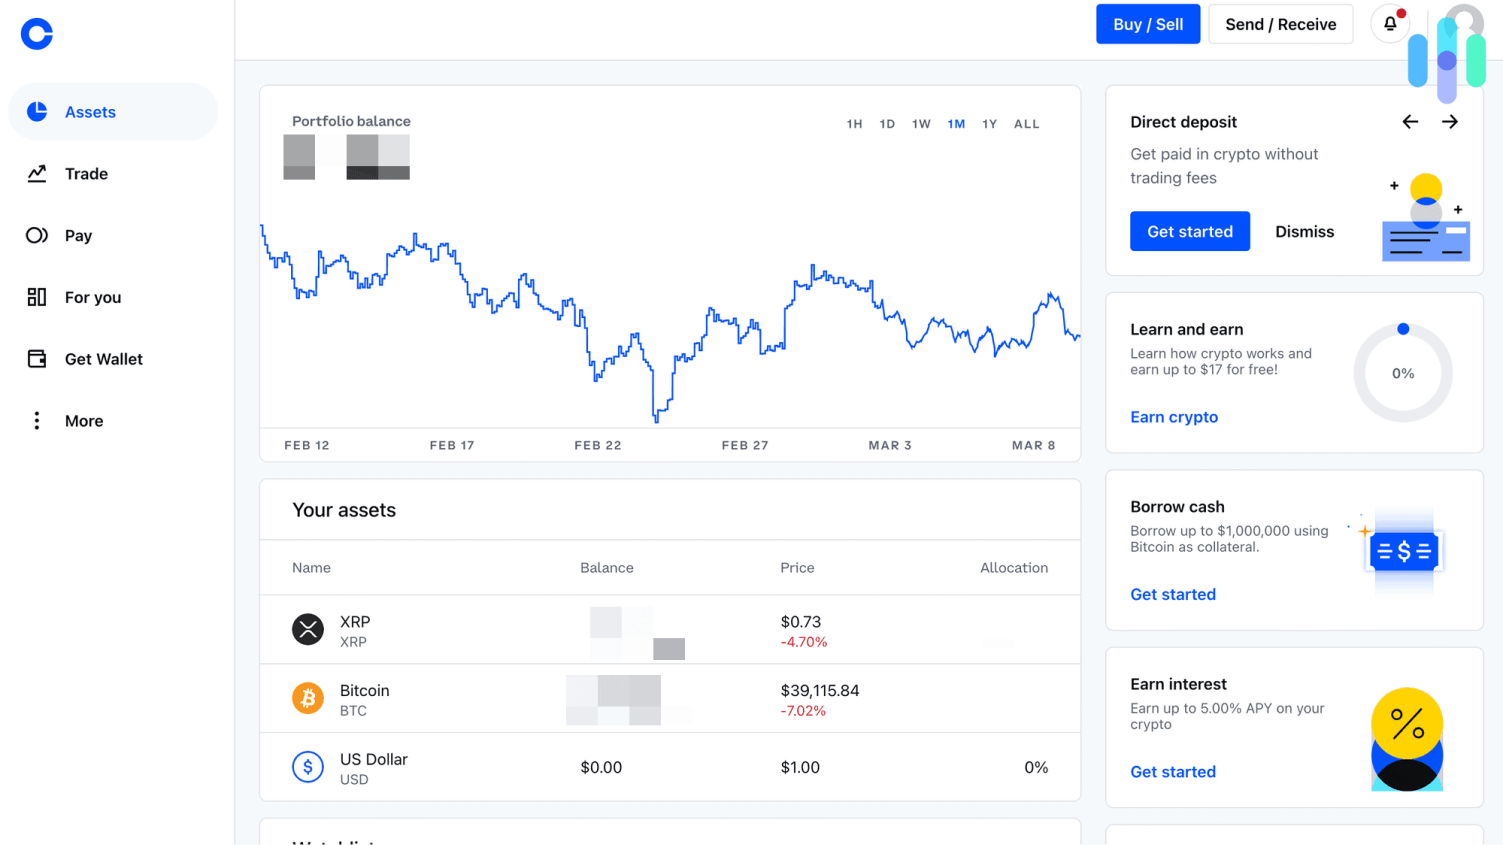 Buy / Sell
Send / Receive
Assets
Trade
Pay
For you
Get Wallet
More
Portfolio balance
1H 1D 1W 1M 1Y ALL
FEB 12 FEB 17 FEB 22 FEB 27 MAR 3 MAR 8
Your assets
Name Balance Price Allocation
XRP
XRP
$0.73
-4.70%
Bitcoin
BTC
$39,115.84
-7.02%
US Dollar
USD
$0.00
$1.00
0%
Direct deposit
Get paid in crypto without
trading fees
Get started
Dismiss
Learn and earn
Learn how crypto works and
earn up to $17 for free!
Earn crypto
0%
Borrow cash
Borrow up to $1,000,000 using
Bitcoin as collateral.
Get started
Earn interest
Earn up to 5.00% APY on your
crypto
Get started